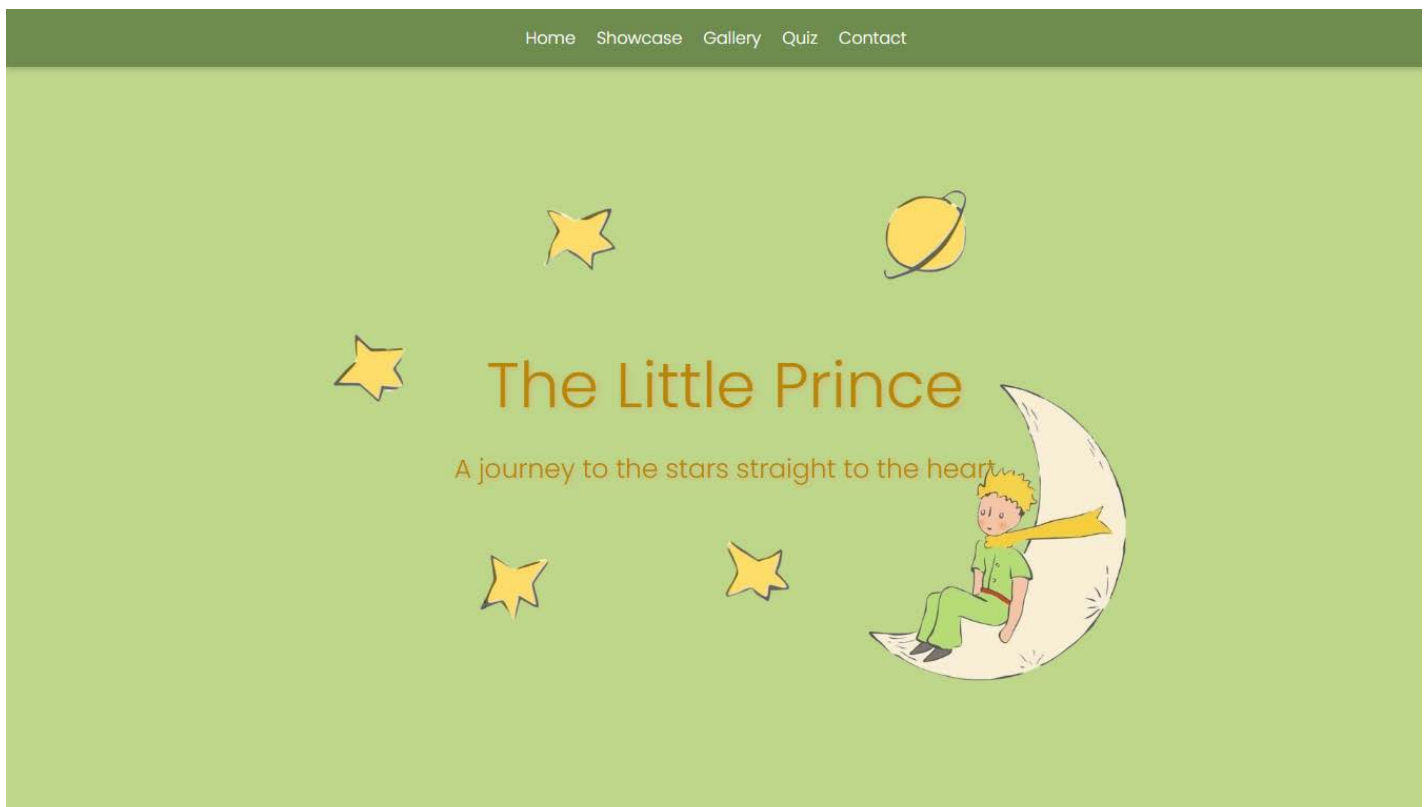 Home Showcase Gallery Quiz Contact
The Little Prince
A journey to the stars straight to the heart